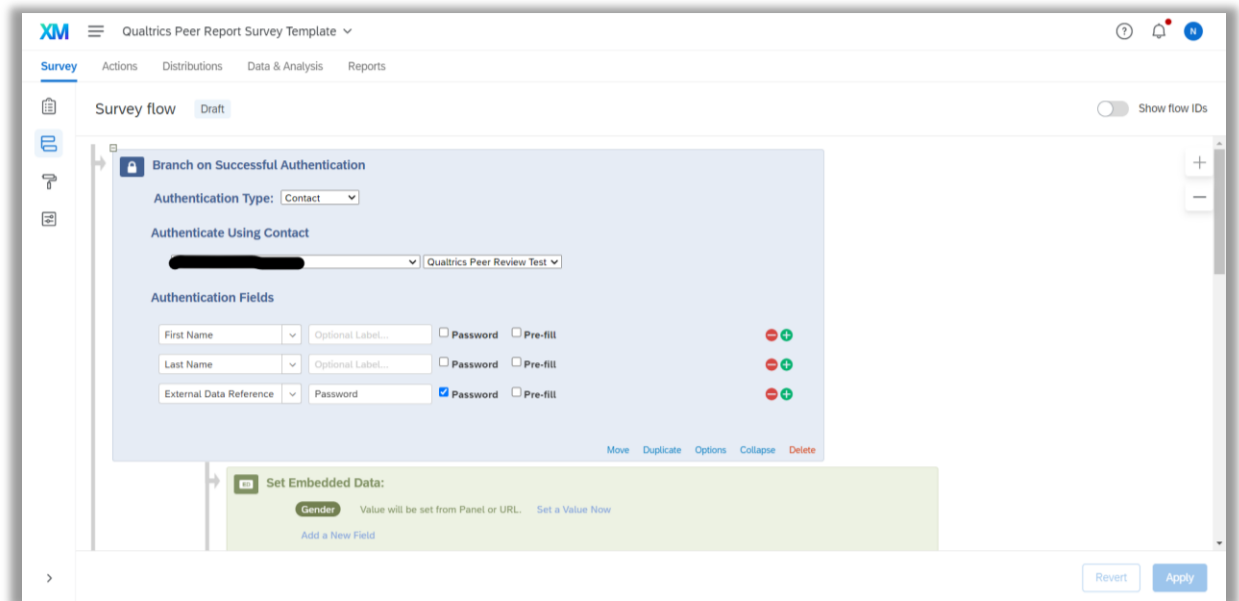 XM Qualtrics Peer Report Survey Template N
Survey Actions Distributions Data & Analysis Reports
Survey flow Draft Show flow IDs
Branch on Successful Authentication
Authentication Type: Contact
Authenticate Using Contact
Qualtrics Peer Review Test
Authentication Fields
First Name Optional Label... Password Pre-fill
Last Name Optional Label... Password Pre-fill
External Data Reference Password Password Pre-fill
Move Duplicate Options Collapse Delete
Set Embedded Data:
Gender Value will be set from Panel or URL. Set a Value Now
Add a New Field
Revert Apply